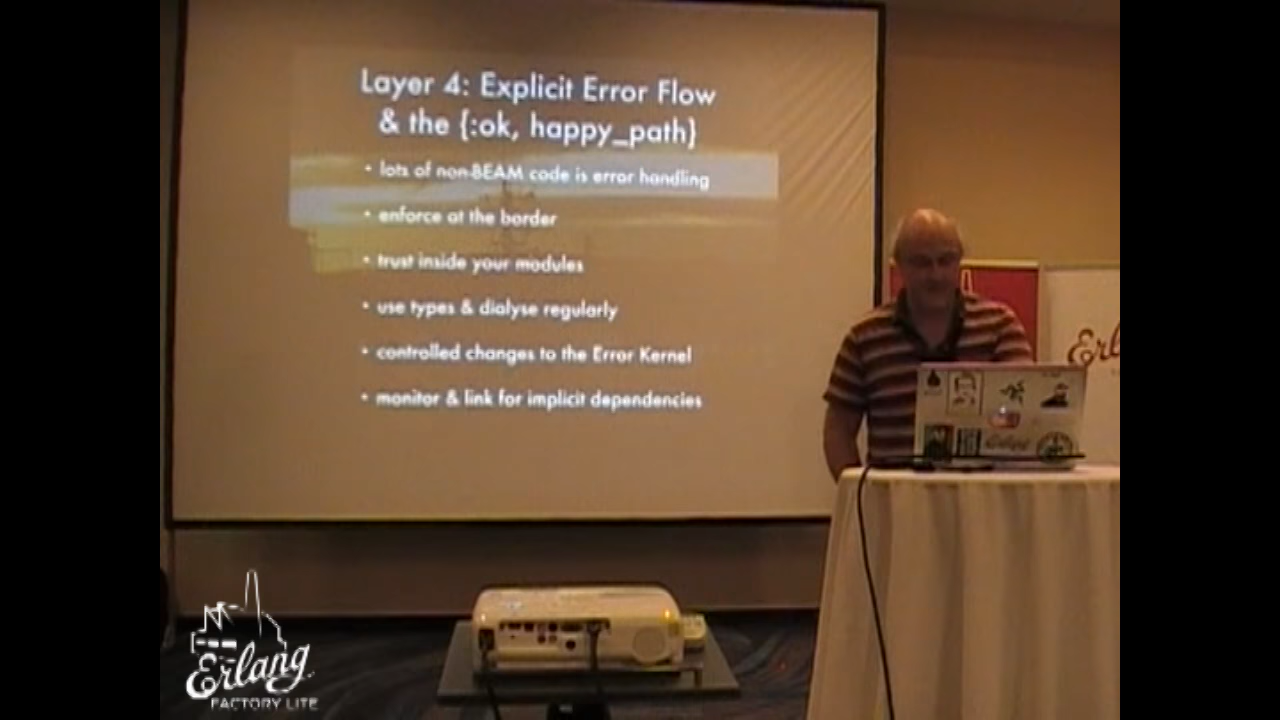 Layer 4: Explicit Error Flow
& the {:ok, happy_path}
• lots of non-BEAM code is error handling
• enforce at the border
• trust inside your modules
• use types & dialyse regularly
• controlled changes to the Error Kernel
• monitor & link for implicit dependencies
Erl
Erlang
FACTORY LITE